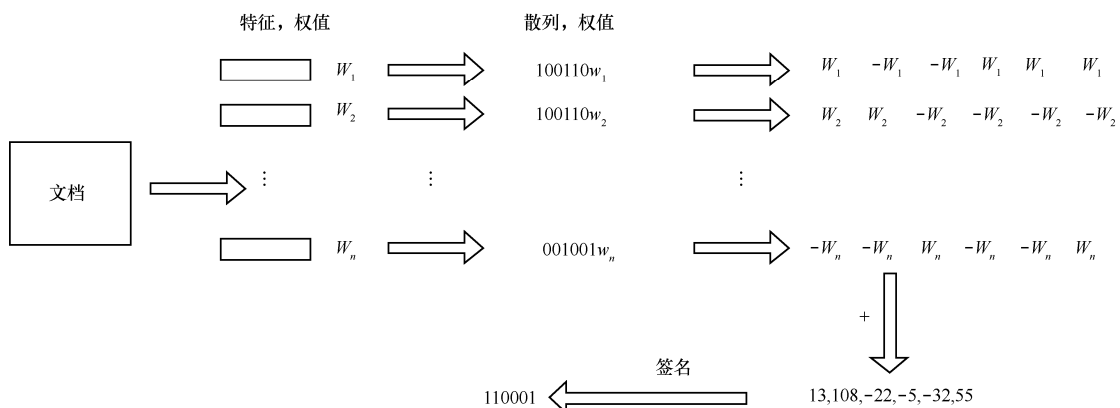 特征，权值 散列，权值
W₁ 100110w₁ W₁ -W₁ -W₁ W₁ W₁ W₁
W₂ 100110w₂ W₂ W₂ -W₂ -W₂ -W₂ -W₂
文档 ⋮ ⋮ ⋮
Wₙ 001001wₙ -Wₙ -Wₙ Wₙ -Wₙ -Wₙ Wₙ
+
签名
110001 13,108,-22,-5,-32,55